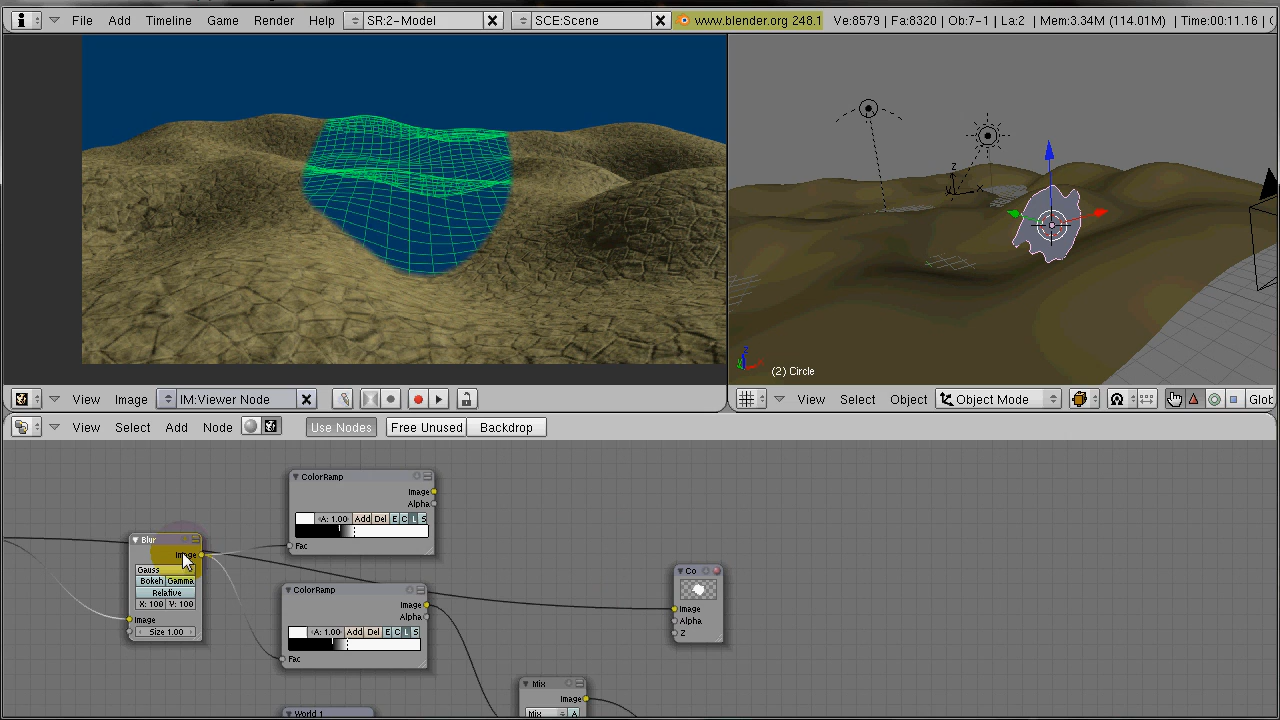 File Add Timeline Game Render Help SR:2-Model SCE:Scene www.blender.org 248.1 Ve:8579 | Fa:8320 | Ob:7-1 | La:2 | Mem:3.34M (114.01M) | Time:00:11.16 |
z
x
z
(2) Circle
View Image IM:Viewer Node
View Select Object Object Mode Glob
View Select Add Node Use Nodes Free Unused Backdrop
ColorRamp
Image
Alpha
A: 1.00 Add Del E C L S
Fac
Blur
Image
Gauss
Bokeh Gamma
Relative
X: 100 Y: 100
Image
Size 1.00
ColorRamp
Image
Alpha
A: 1.00 Add Del E C L S
Fac
Co
Image
Alpha
Z
Mix
Image
Mix A
World 1